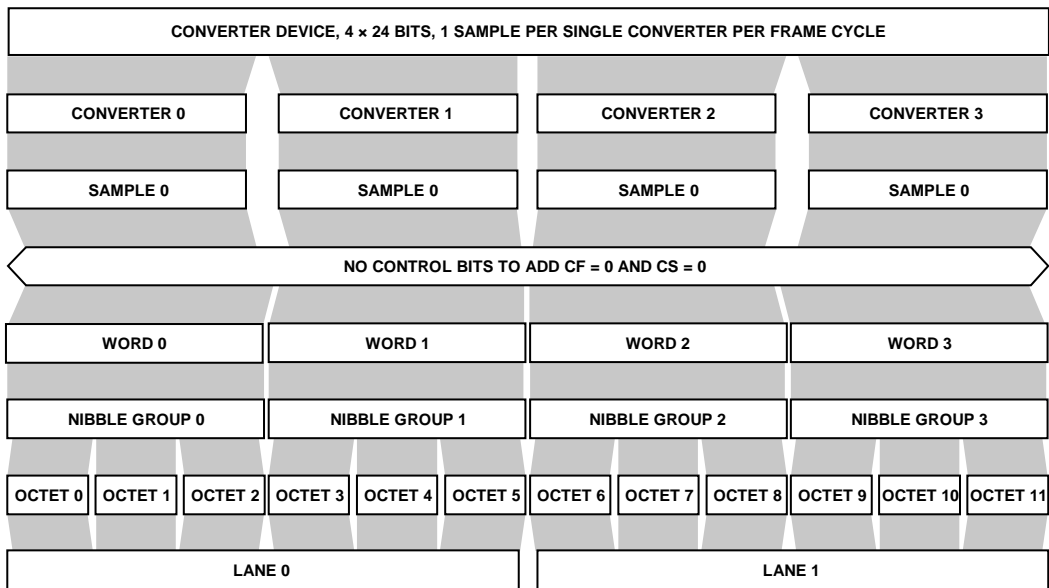 CONVERTER DEVICE, 4 × 24 BITS, 1 SAMPLE PER SINGLE CONVERTER PER FRAME CYCLE
CONVERTER 0 CONVERTER 1 CONVERTER 2 CONVERTER 3
SAMPLE 0 SAMPLE 0 SAMPLE 0 SAMPLE 0
NO CONTROL BITS TO ADD CF = 0 AND CS = 0
WORD 0 WORD 1 WORD 2 WORD 3
NIBBLE GROUP 0 NIBBLE GROUP 1 NIBBLE GROUP 2 NIBBLE GROUP 3
OCTET 0 OCTET 1 OCTET 2 OCTET 3 OCTET 4 OCTET 5 OCTET 6 OCTET 7 OCTET 8 OCTET 9 OCTET 10 OCTET 11
LANE 0 LANE 1